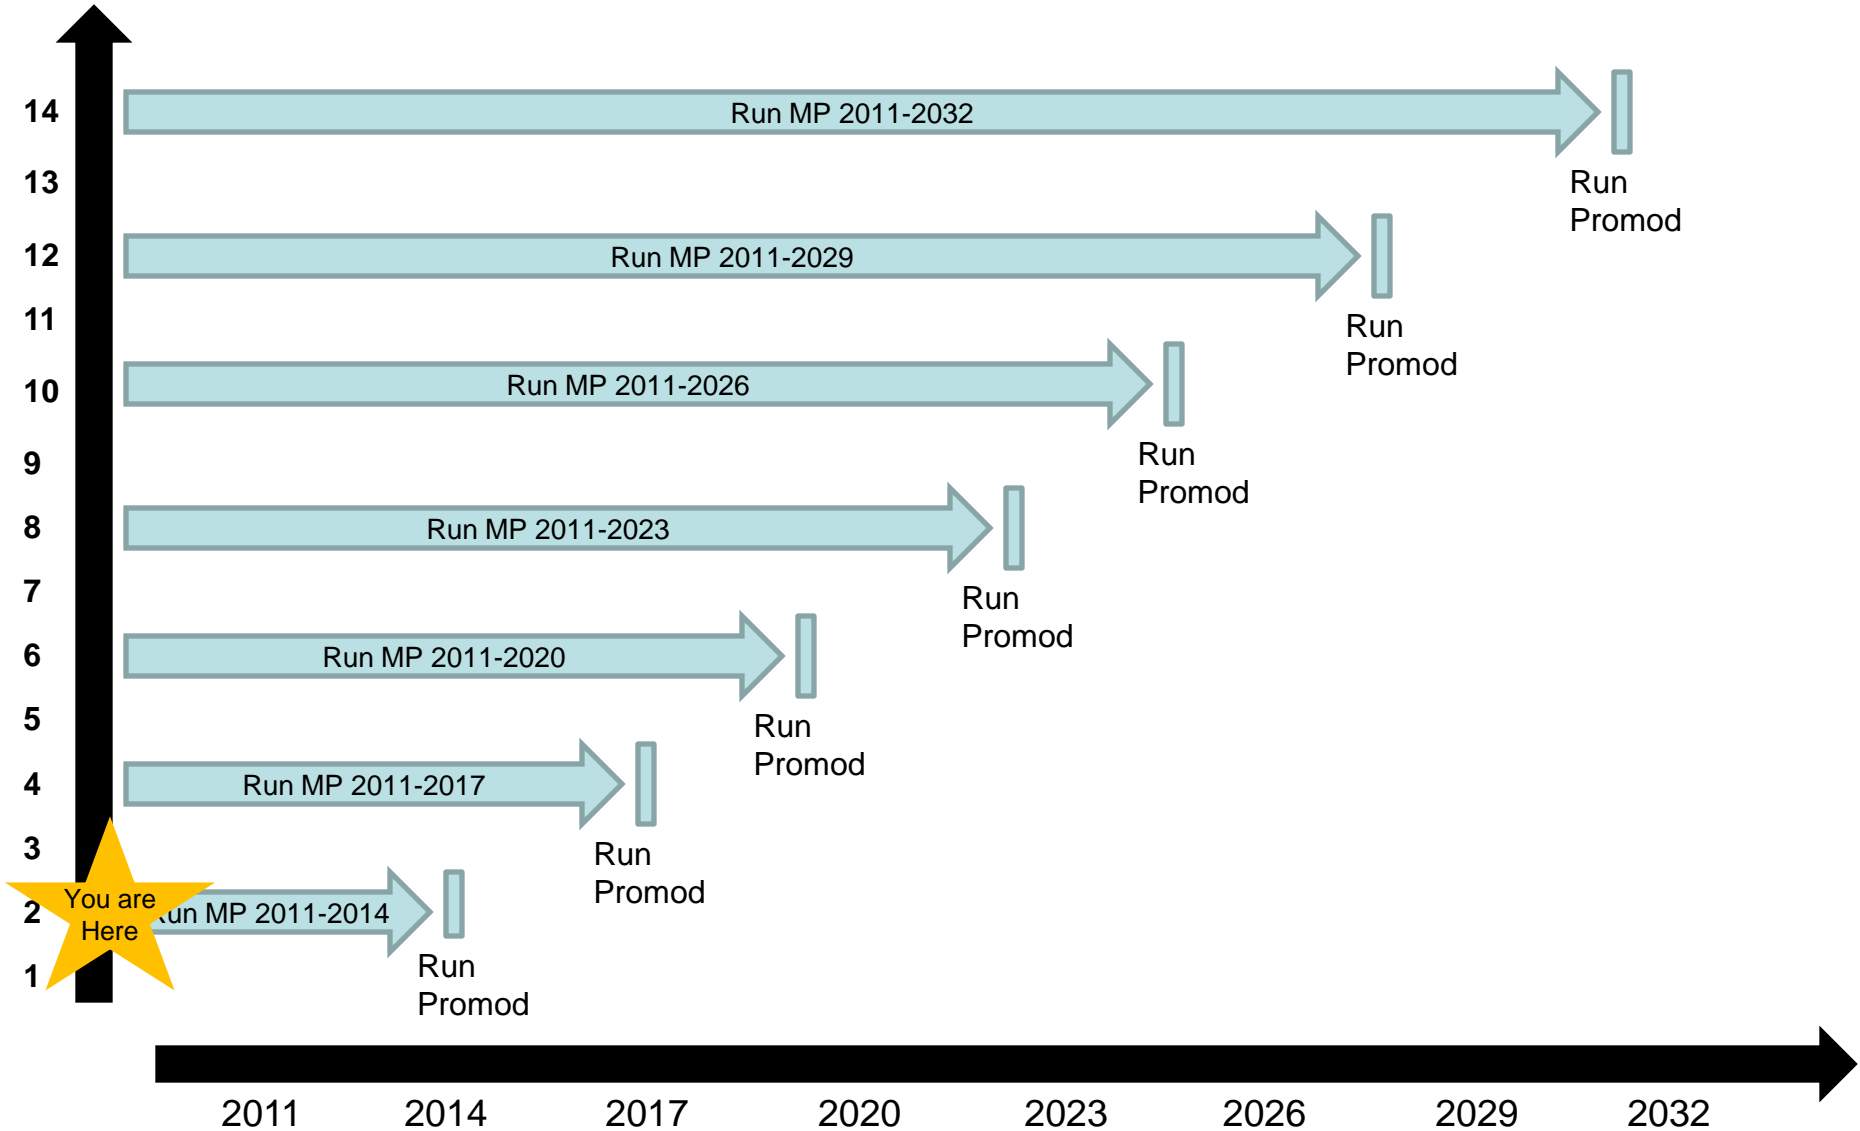 14
Run MP 2011-2032
13
Run
Promod
12
Run MP 2011-2029
11
Run
Promod
10
Run MP 2011-2026
9
Run
Promod
8
Run MP 2011-2023
7
Run
Promod
6
Run MP 2011-2020
5
Run
Promod
4
Run MP 2011-2017
3
Run
Promod
You are
Here
2
Run MP 2011-2014
1
Run
Promod
2011 2014 2017 2020 2023 2026 2029 2032